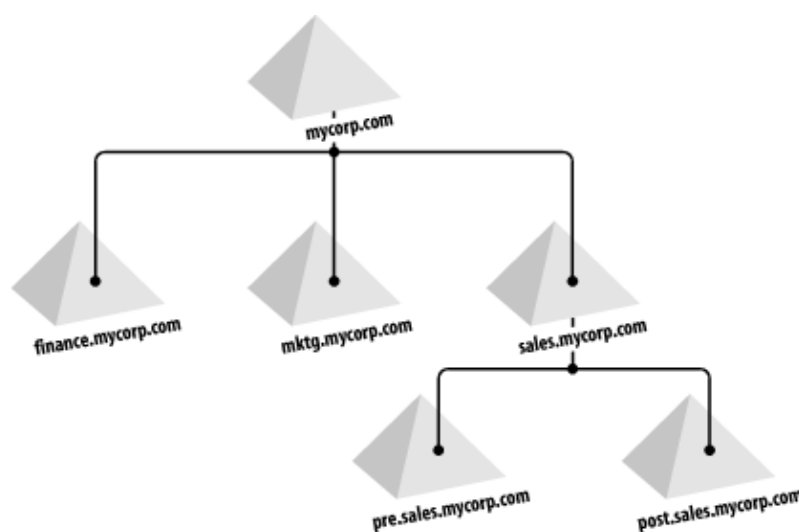 mycorp.com
finance.mycorp.com
mktg.mycorp.com
sales.mycorp.com
pre.sales.mycorp.com
post.sales.mycorp.com